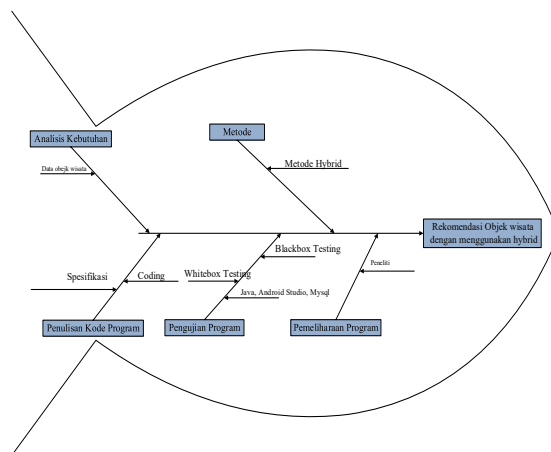 Analisis Kebutuhan
Metode
Data obejk wisata
Metode Hybrid
Rekomendasi Objek wisata
dengan menggunakan hybrid
Blackbox Testing
Spesifikasi
Coding
Whitebox Testing
Peneliti
Java, Android Studio, Mysql
Penulisan Kode Program
Pengujian Program
Pemeliharaan Program